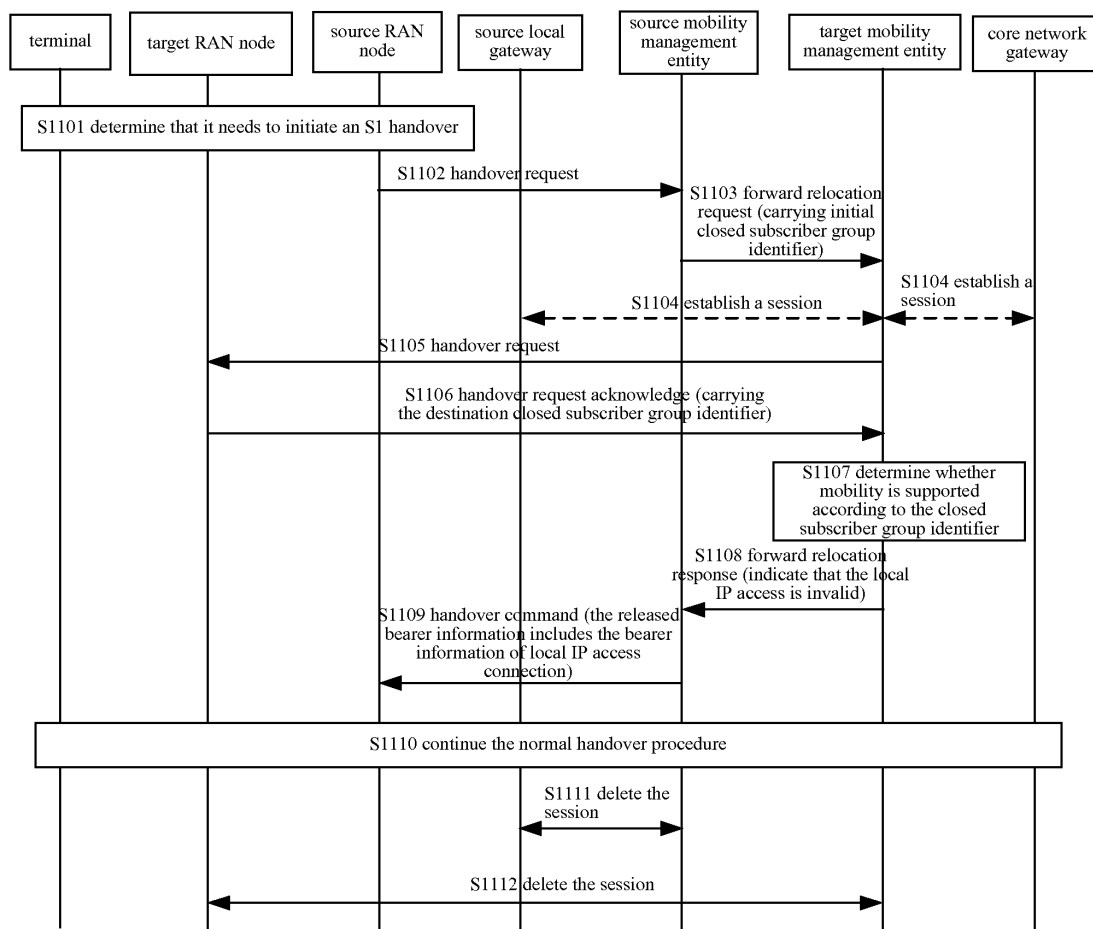 terminal
target RAN node
source RAN
node
source local
gateway
source mobility
management
entity
target mobility
management entity
core network
gateway
S1101 determine that it needs to initiate an S1 handover
S1102 handover request
S1103 forward relocation
request (carrying initial
closed subscriber group
identifier)
S1104 establish a session
S1104 establish a
session
S1105 handover request
S1106 handover request acknowledge (carrying
the destination closed subscriber group identifier)
S1107 determine whether
mobility is supported
according to the closed
subscriber group identifier
S1108 forward relocation
response (indicate that the local
IP access is invalid)
S1109 handover command (the released
bearer information includes the bearer
information of local IP access
connection)
S1110 continue the normal handover procedure
S1111 delete the
session
S1112 delete the session